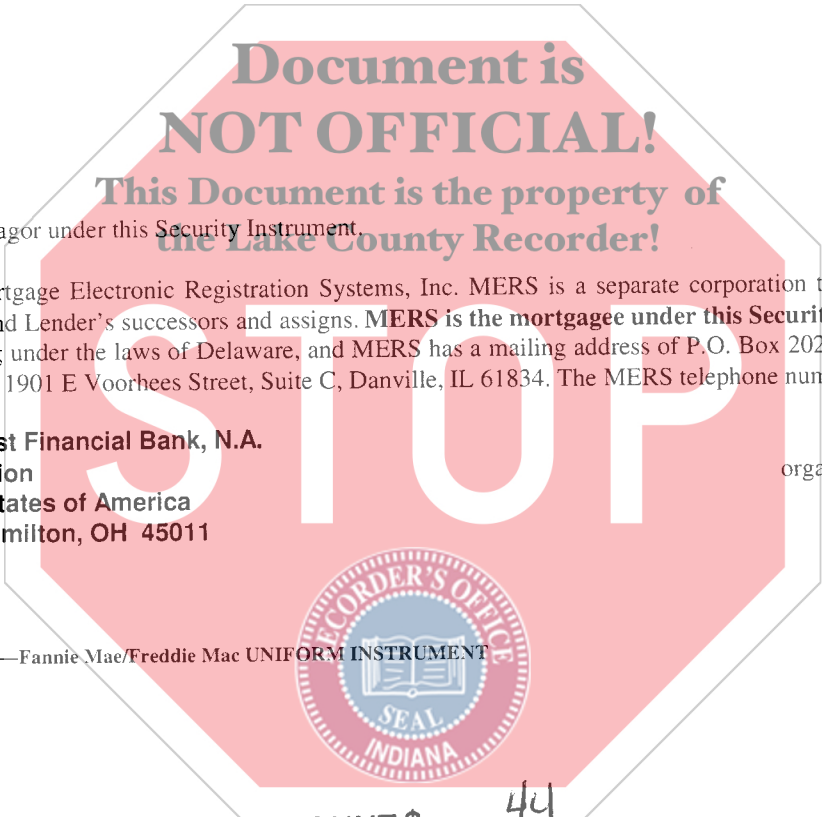 Document is
NOT OFFICIAL!
This Document is the property of
the Lake County Recorder!
agor under this Security Instrument.
rtgage Electronic Registration Systems, Inc. MERS is a separate corporation t
nd Lender's successors and assigns. MERS is the mortgagee under this Securit
under the laws of Delaware, and MERS has a mailing address of P.O. Box 202
1901 E Voorhees Street, Suite C, Danville, IL 61834. The MERS telephone num
STOP
st Financial Bank, N.A.
ion orga
tates of America
milton, OH 45011
RECORDER'S OFFICE
—Fannie Mae/Freddie Mac UNIFORM INSTRUMENT
SEAL
INDIANA
44